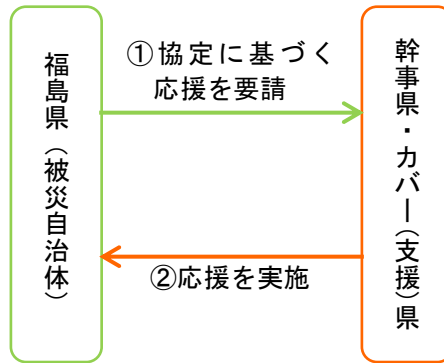 福島県（被災自治体）
①協定に基づく
応援を要請
②応援を実施
幹事県・カバー（支援）県